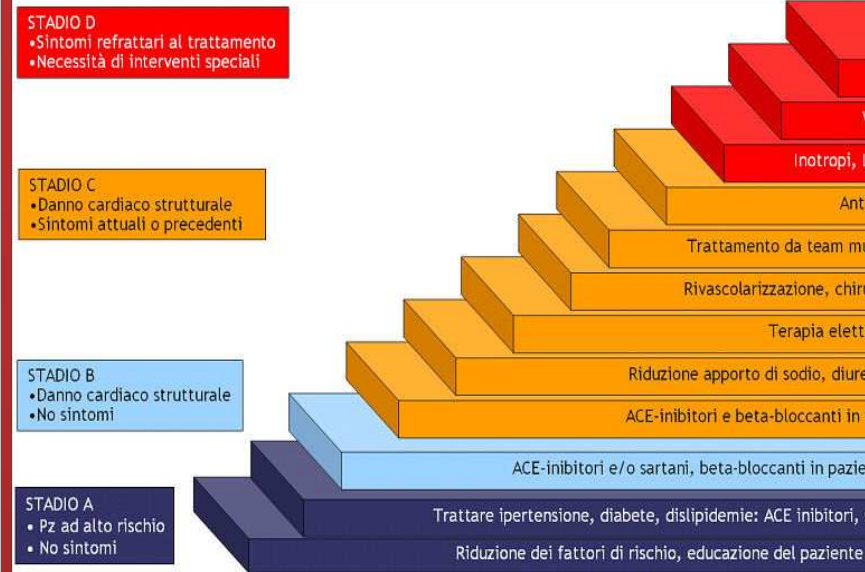 STADIO D
•Sintomi refrattari al trattamento
•Necessità di interventi speciali
Inotropi,
STADIO C
•Danno cardiaco strutturale
•Sintomi attuali o precedenti
Trattamento da team
Rivascolarizzazione,
Terapia
Riduzione apporto di sodio,
STADIO B
•Danno cardiaco strutturale
•No sintomi
ACE-inibitori e beta-bloccanti in
ACE-inibitori e/o sartani, beta-bloccanti in
STADIO A
• Pz ad alto rischio
• No sintomi
Trattare ipertensione, diabete, dislipidemie: ACE inibitori,
Riduzione dei fattori di rischio, educazione del paziente